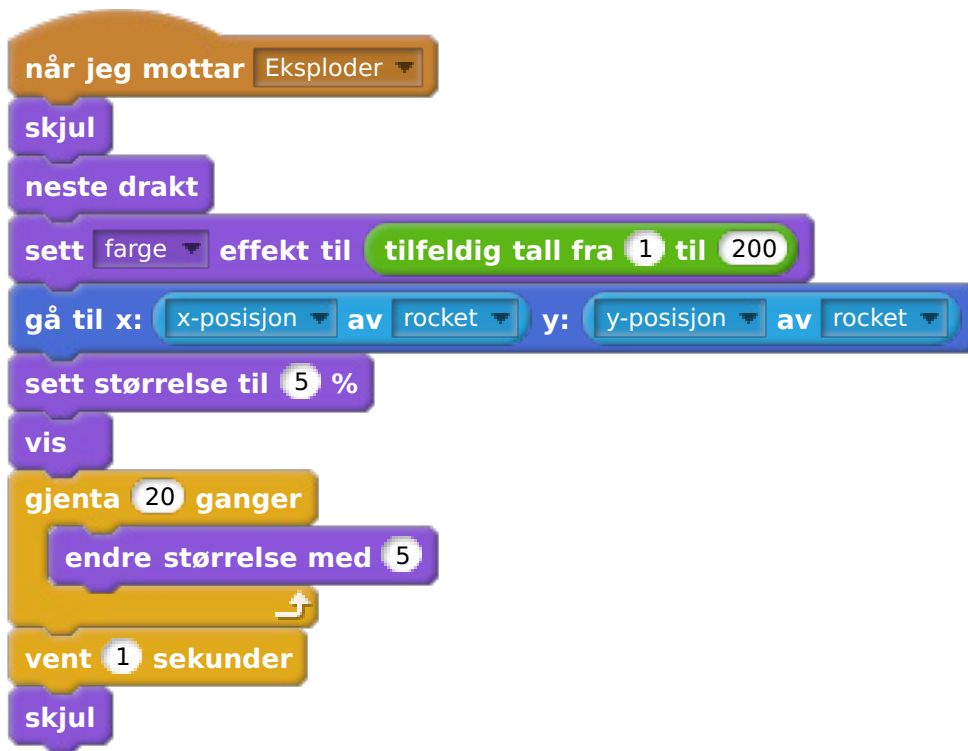 når jeg mottar Eksploder
skjul
neste drakt
sett farge effekt til tilfeldig tall fra 1 til 200
gå til x: x-posisjon av rocket y: y-posisjon av rocket
sett størrelse til 5 %
vis
gjenta 20 ganger
endre størrelse med 5
vent 1 sekunder
skjul